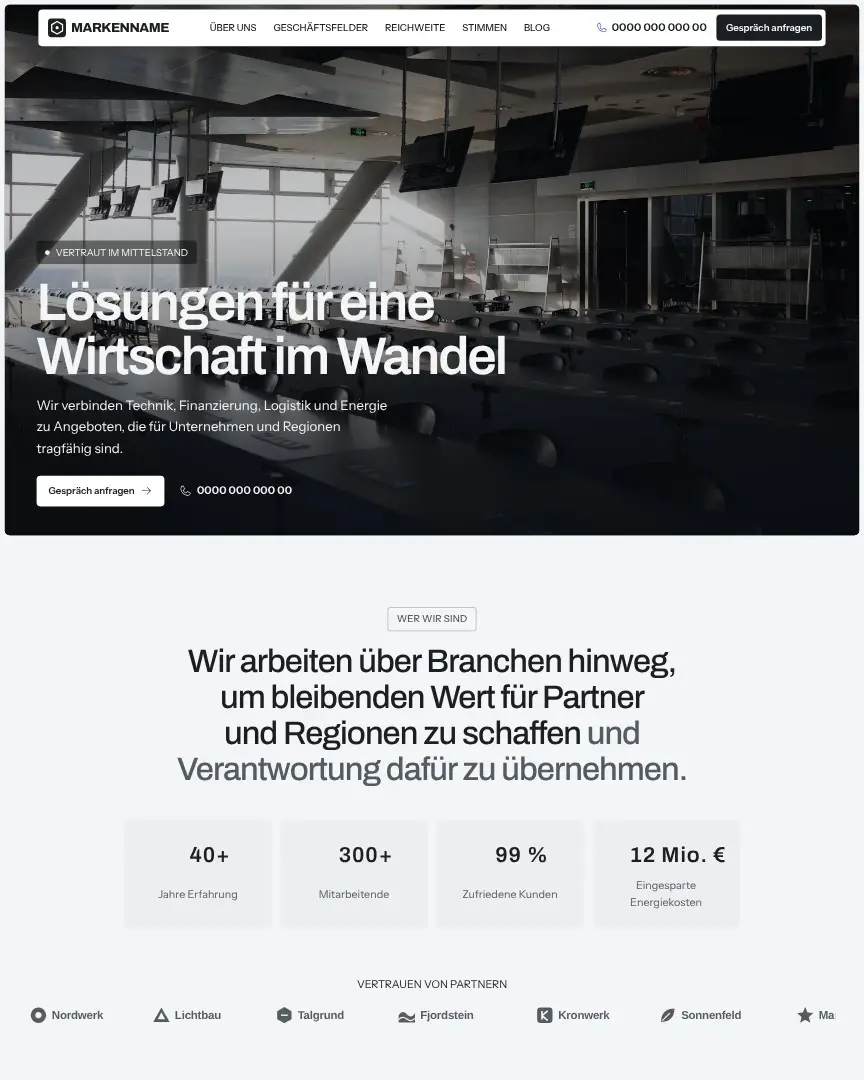 MARKENNAME
ÜBER UNS
GESCHÄFTSFELDER
REICHWEITE
STIMMEN
BLOG
0000 000 000 00
Gespräch anfragen
VERTRAUT IM MITTELSTAND
Lösungen für eine
Wirtschaft im Wandel
Wir verbinden Technik, Finanzierung, Logistik und Energie
zu Angeboten, die für Unternehmen und Regionen
tragfähig sind.
Gespräch anfragen
0000 000 000 00
WER WIR SIND
Wir arbeiten über Branchen hinweg,
um bleibenden Wert für Partner
und Regionen zu schaffen und
Verantwortung dafür zu übernehmen.
40+
Jahre Erfahrung
300+
Mitarbeitende
99 %
Zufriedene Kunden
12 Mio. €
Eingesparte
Energiekosten
VERTRAUEN VON PARTNERN
Nordwerk
Lichtbau
Talgrund
Fjordstein
Kronwerk
Sonnenfeld
Ma